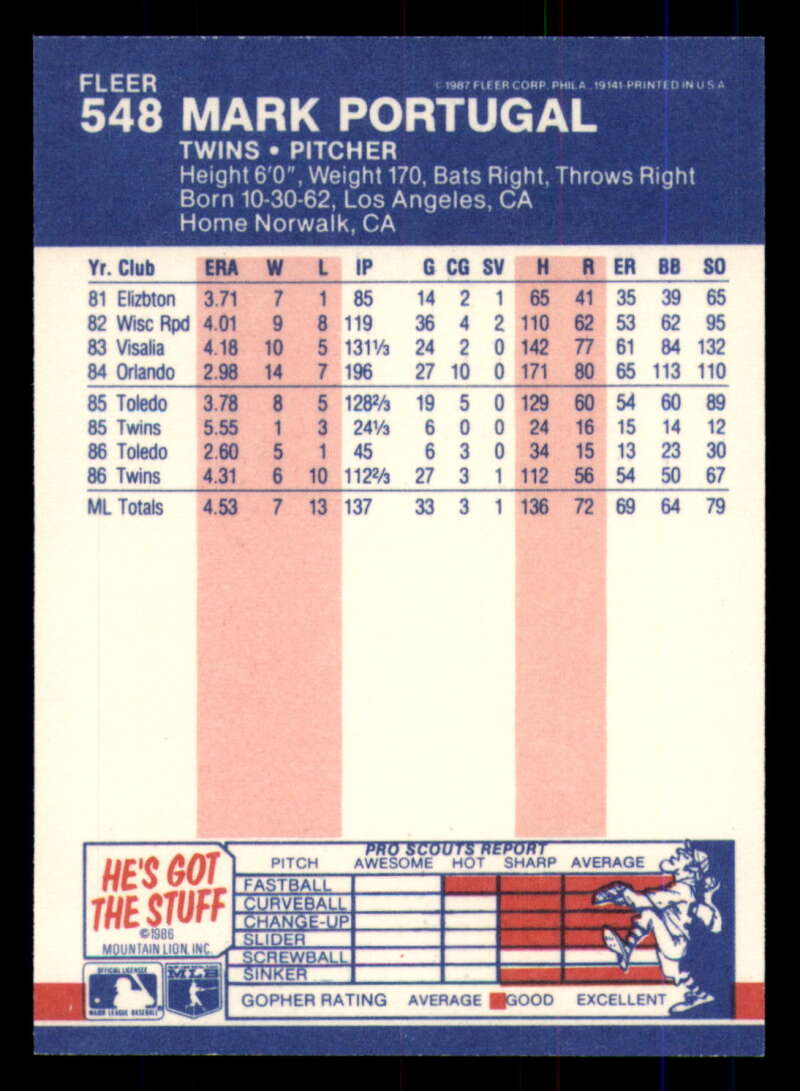 FLEER
© 1987 FLEER CORP. PHILA., 19141-PRINTED IN U S A
548 MARK PORTUGAL
TWINS • PITCHER
Height 6'0", Weight 170, Bats Right, Throws Right
Born 10-30-62, Los Angeles, CA
Home Norwalk, CA
Yr. Club ERA W L IP G CG SV H R ER BB SO
81 Elizbton 3.71 7 1 85 14 2 1 65 41 35 39 65
82 Wisc Rpd 4.01 9 8 119 36 4 2 110 62 53 62 95
83 Visalia 4.18 10 5 131⅓ 24 2 0 142 77 61 84 132
84 Orlando 2.98 14 7 196 27 10 0 171 80 65 113 110
85 Toledo 3.78 8 5 128⅔ 19 5 0 129 60 54 60 89
85 Twins 5.55 1 3 24⅓ 6 0 0 24 16 15 14 12
86 Toledo 2.60 5 1 45 6 3 0 34 15 13 23 30
86 Twins 4.31 6 10 112⅔ 27 3 1 112 56 54 50 67
ML Totals 4.53 7 13 137 33 3 1 136 72 69 64 79
HE'S GOT
THE STUFF
©1986
MOUNTAIN LION, INC.
OFFICIAL LICENSEE
MAJOR LEAGUE BASEBALL
MLB
PRO SCOUTS REPORT
PITCH AWESOME HOT SHARP AVERAGE
FASTBALL
CURVEBALL
CHANGE-UP
SLIDER
SCREWBALL
SINKER
GOPHER RATING AVERAGE GOOD EXCELLENT